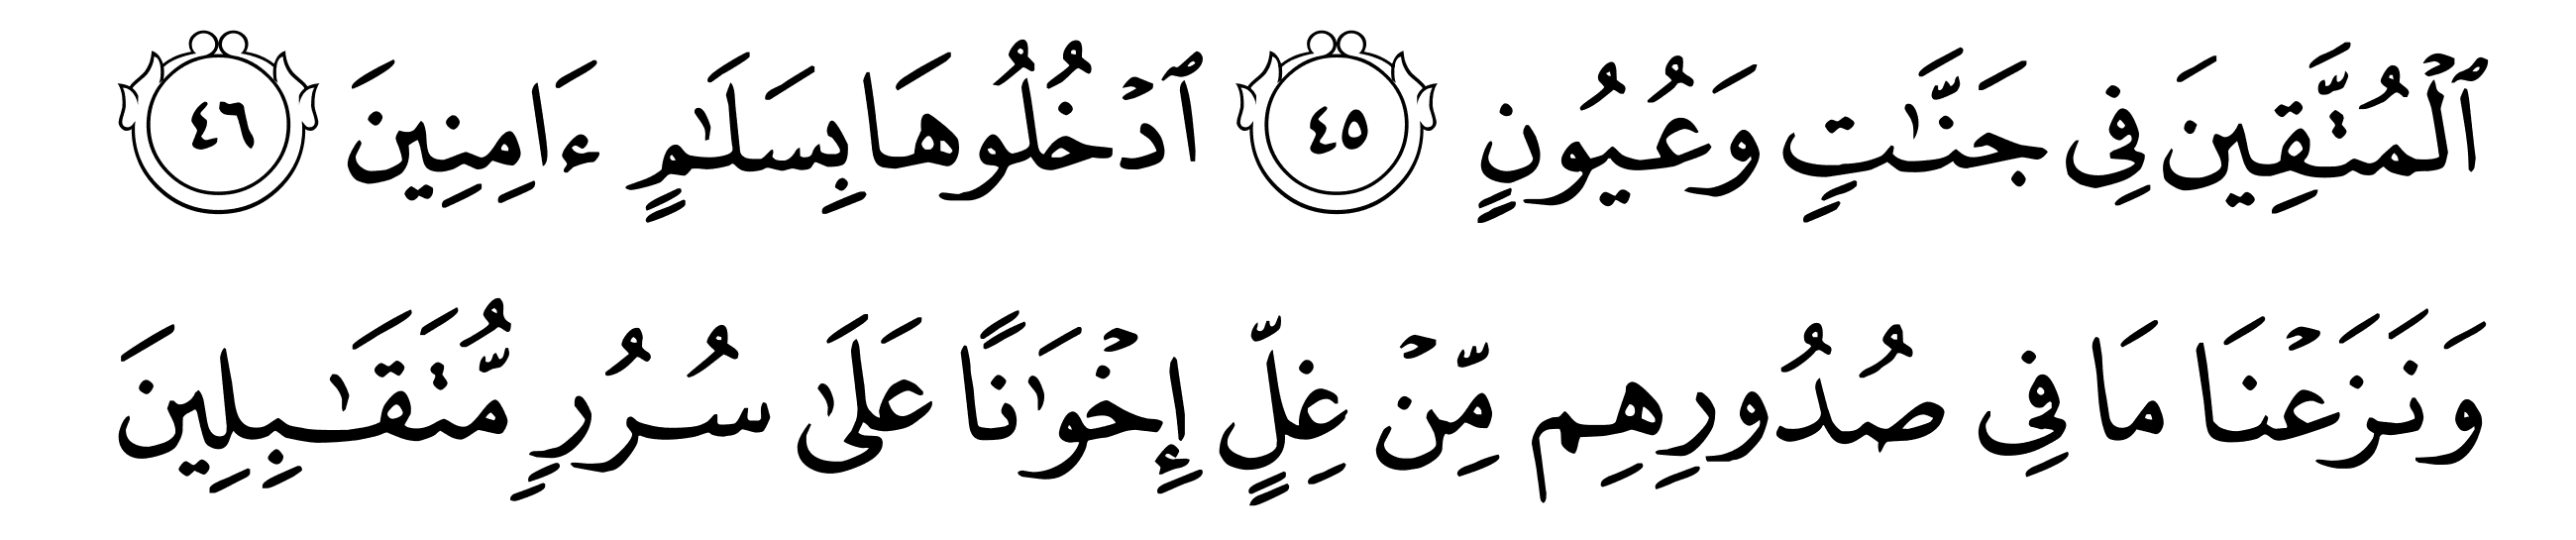 ٱلۡمُتَّقِينَ فِى جَنَّـٰتٍ وَعُيُونٍ ٤٥ ٱدۡخُلُوهَا بِسَلَـٰمٍ ءَامِنِينَ ٤٦
وَنَزَعۡنَا مَا فِى صُدُورِهِم مِّنۡ غِلٍّ إِخۡوَٰنًا عَلَىٰ سُرُرٍ مُّتَقَـٰبِلِينَ